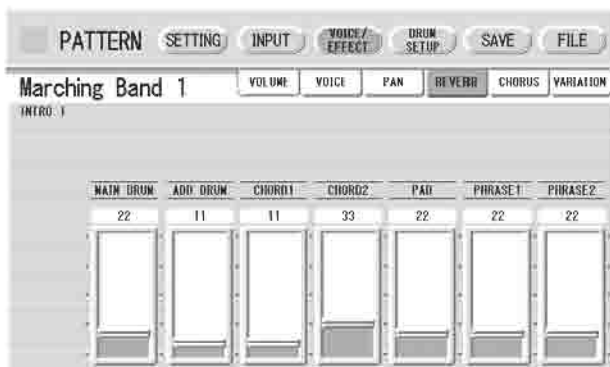 PATTERN SETTING INPUT VOICE/ EFFECT DRUM SETUP SAVE FILE
Marching Band 1 VOLUME VOICE PAN REVERB CHORUS VARIATION
INTRO 1
MAIN DRUM ADD DRUM CHORD1 CHORD2 PAD PHRASE1 PHRASE2
22 11 11 33 22 22 22